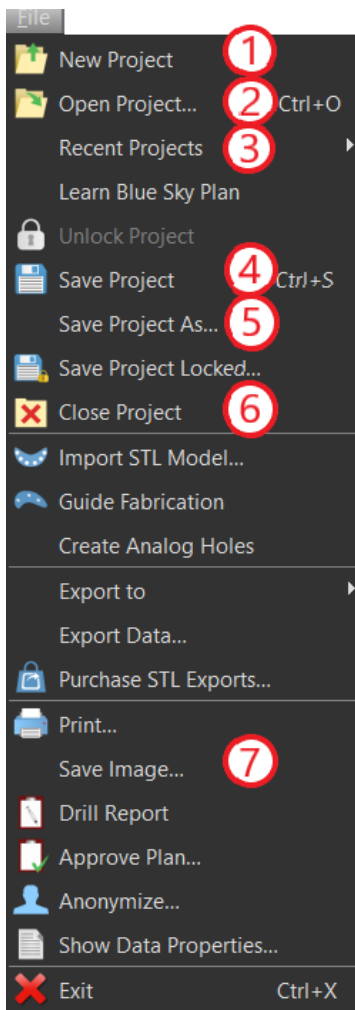 File
New Project 1
Open Project... 2 Ctrl+O
Recent Projects 3
Learn Blue Sky Plan
Unlock Project
Save Project 4 Ctrl+S
Save Project As... 5
Save Project Locked...
Close Project 6
Import STL Model...
Guide Fabrication
Create Analog Holes
Export to
Export Data...
Purchase STL Exports...
Print...
Save Image... 7
Drill Report
Approve Plan...
Anonymize...
Show Data Properties...
Exit Ctrl+X